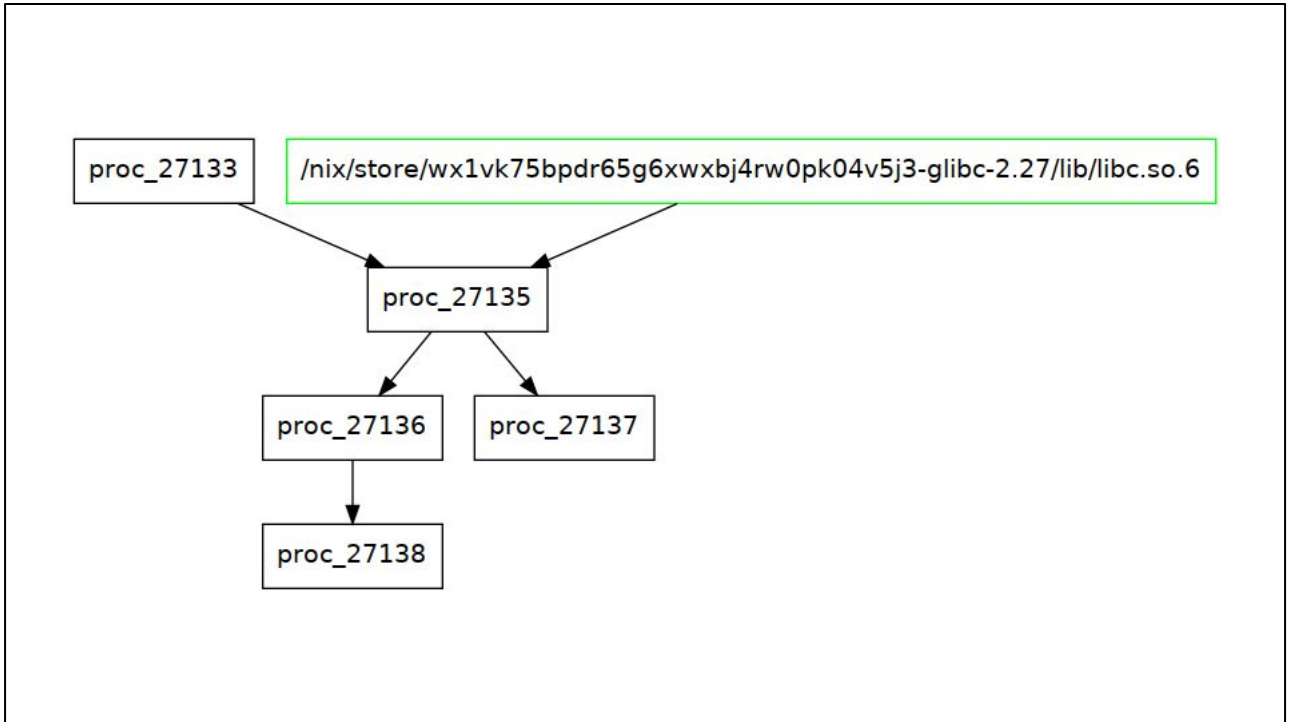 proc_27133
/nix/store/wx1vk75bpdr65g6xwxbj4rw0pk04v5j3-glibc-2.27/lib/libc.so.6
proc_27135
proc_27136
proc_27137
proc_27138